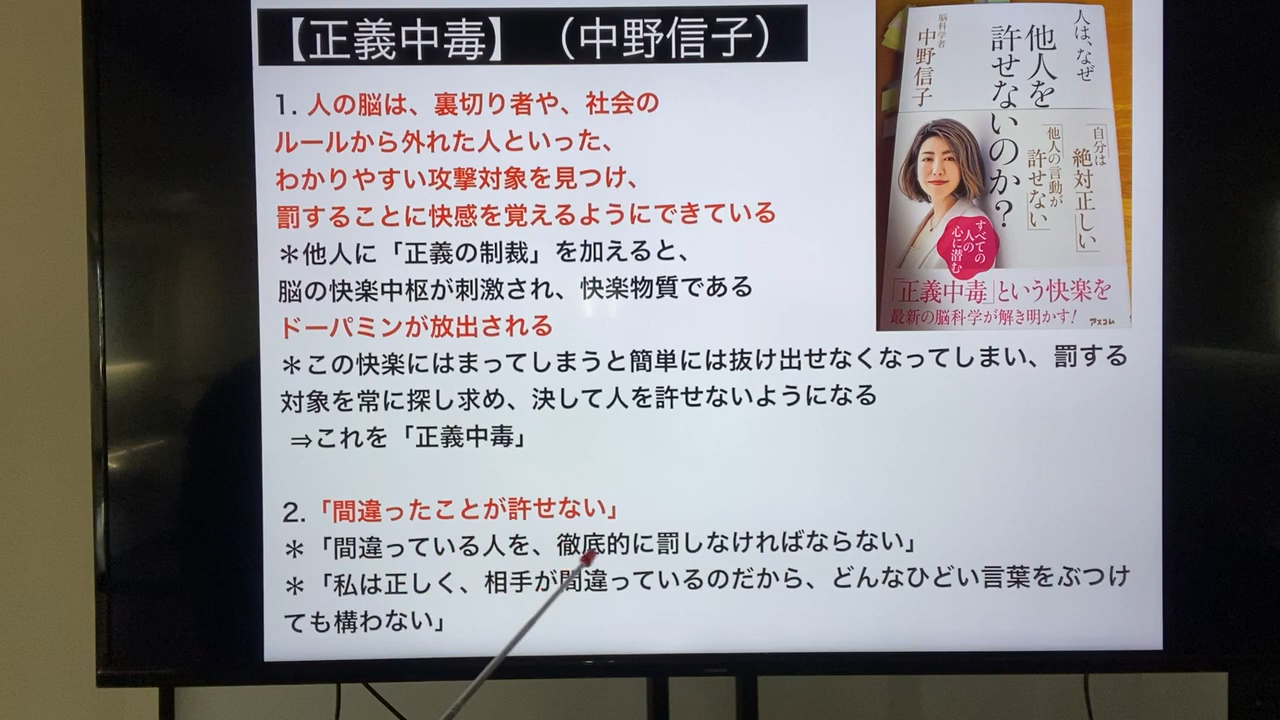 【正義中毒】（中野信子）
1. 人の脳は、裏切り者や、社会の
ルールから外れた人といった、
わかりやすい攻撃対象を見つけ、
罰することに快感を覚えるようにできている
＊他人に「正義の制裁」を加えると、
脳の快楽中枢が刺激され、快楽物質である
ドーパミンが放出される
＊この快楽にはまってしまうと簡単には抜け出せなくなってしまい、罰する
対象を常に探し求め、決して人を許せないようになる
⇒これを「正義中毒」
2.「間違ったことが許せない」
＊「間違っている人を、徹底的に罰しなければならない」
＊「私は正しく、相手が間違っているのだから、どんなひどい言葉をぶつけ
ても構わない」
人は、なぜ
他人を
許せないのか？
脳科学者
中野信子
「自分は
絶対正しい」
「他人の言動が
許せない」
すべての
人の
心に潜む
「正義中毒」という快楽を
最新の脳科学が解き明かす！
アスコム